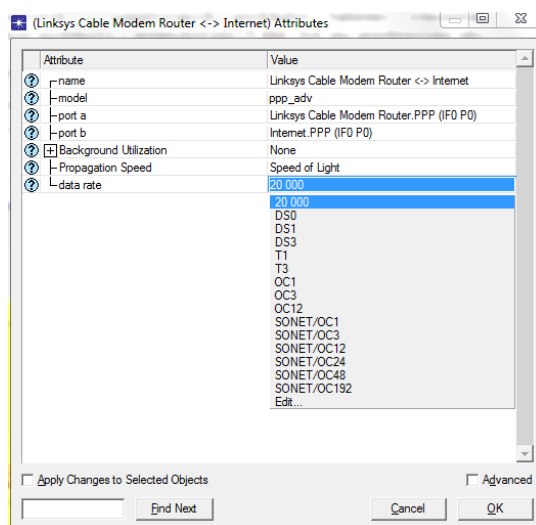 (Linksys Cable Modem Router <-> Internet) Attributes
Attribute Value
name Linksys Cable Modem Router <-> Internet
model ppp_adv
port a Linksys Cable Modem Router.PPP (IF0 P0)
port b Internet.PPP (IF0 P0)
Background Utilization None
Propagation Speed Speed of Light
data rate 20 000
20 000
DS0
DS1
DS3
T1
T3
OC1
OC3
OC12
SONET/OC1
SONET/OC3
SONET/OC12
SONET/OC24
SONET/OC48
SONET/OC192
Edit...
Apply Changes to Selected Objects Advanced
Find Next Cancel OK